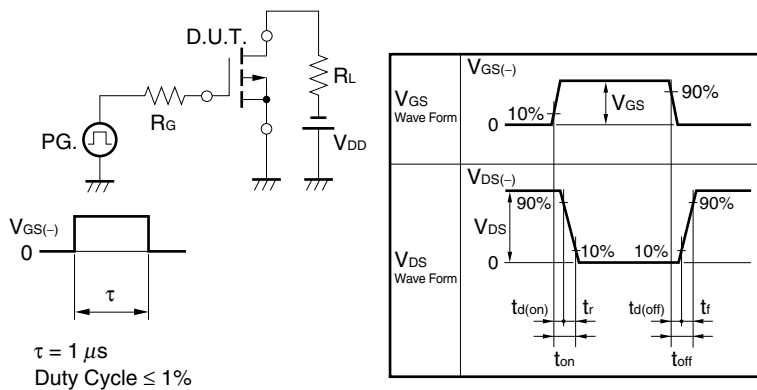 D.U.T.
RL
RG
PG.
VDD
VGS(−)
0
τ
τ = 1 μs
Duty Cycle ≤ 1%
VGS
Wave Form
VGS(−)
10%
VGS
90%
0
VDS
Wave Form
VDS(−)
90%
VDS
90%
10%
10%
0
td(on)
tr
td(off)
tf
ton
toff